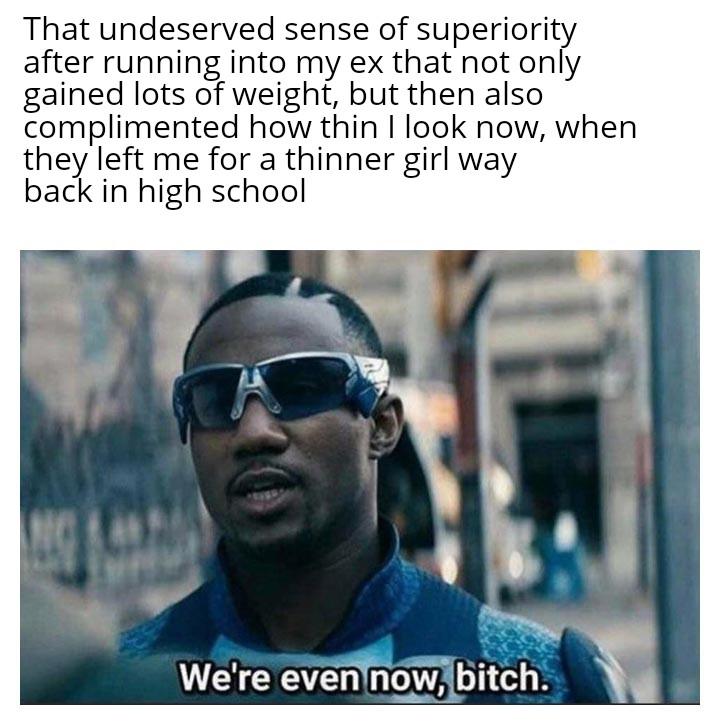 That undeserved sense of superiority
after running into my ex that not only
gained lots of weight, but then also
complimented how thin I look now, when
they left me for a thinner girl way
back in high school
We're even now, bitch.